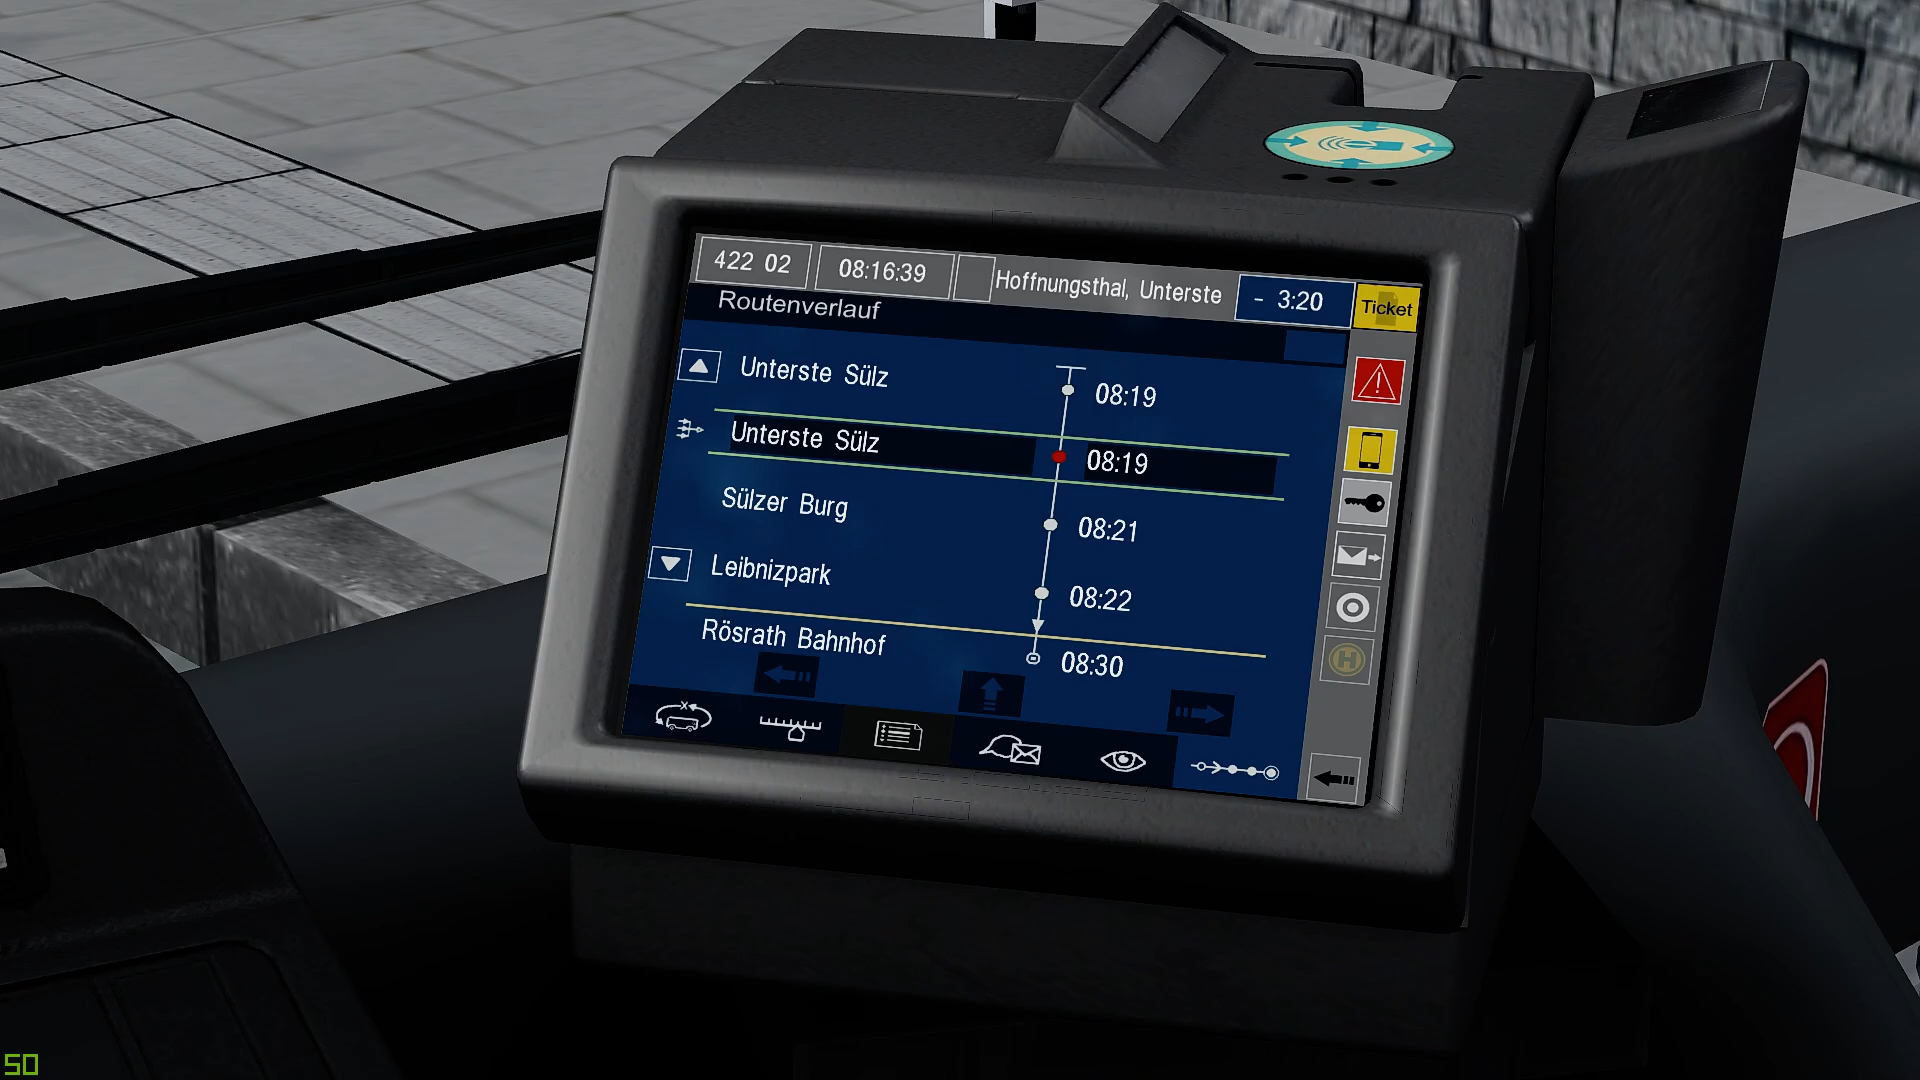 422 02
08:16:39
Hoffnungsthal, Unterste
- 3:20
Ticket
Routenverlauf
Unterste Sülz 08:19
Unterste Sülz 08:19
Sülzer Burg 08:21
Leibnizpark 08:22
Rösrath Bahnhof 08:30
H
50